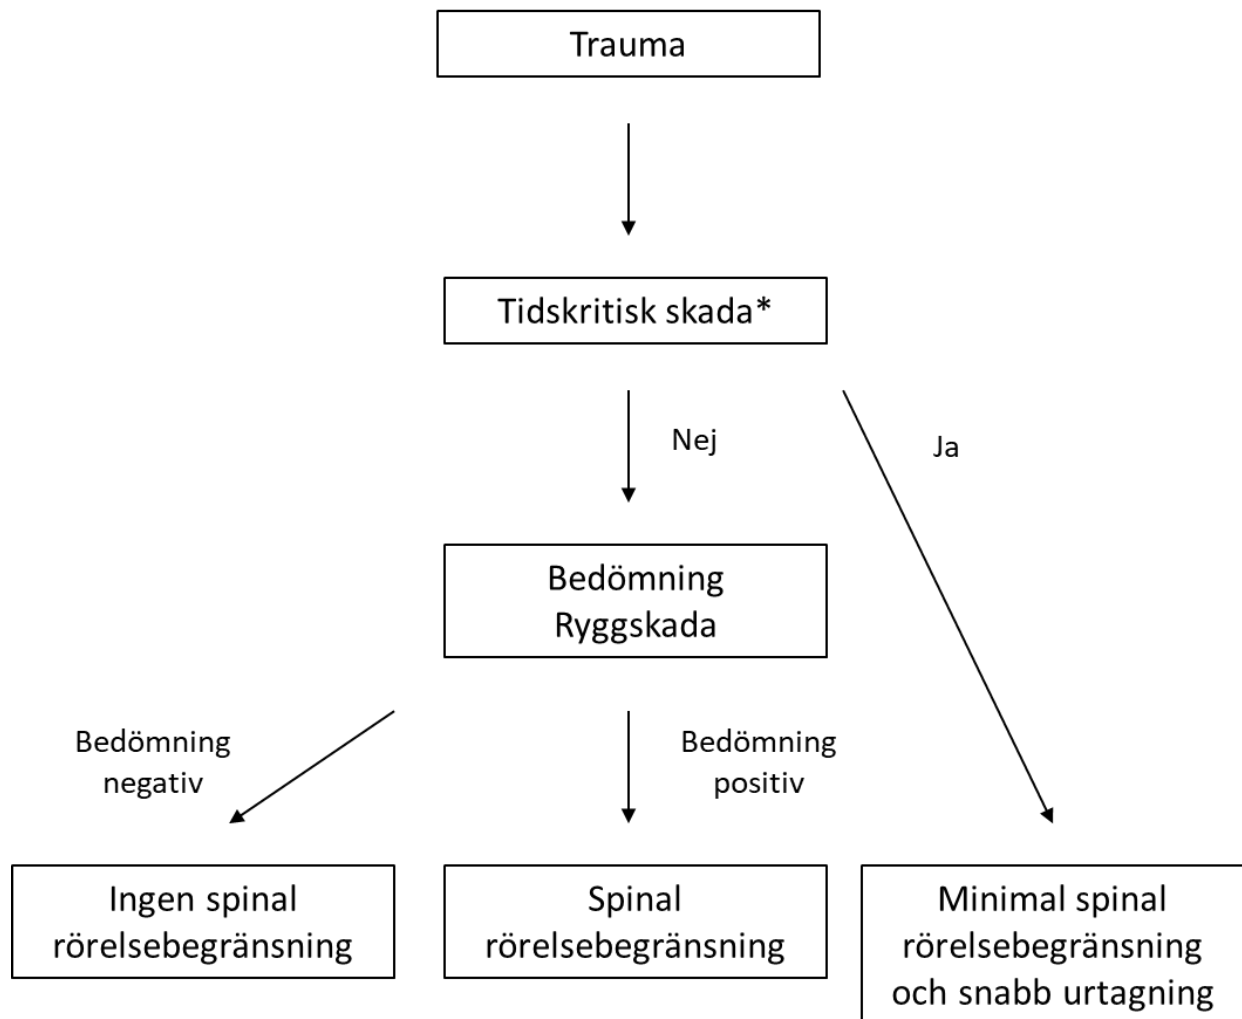 Trauma
Tidskritisk skada*
Nej
Ja
Bedömning
Ryggskada
Bedömning
negativ
Bedömning
positiv
Ingen spinal
rörelsebegränsning
Spinal
rörelsebegränsning
Minimal spinal
rörelsebegränsning
och snabb urtagning